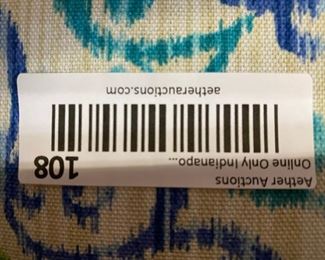 Aether Auctions
Online Only Indianapo...
108
aetherauctions.com